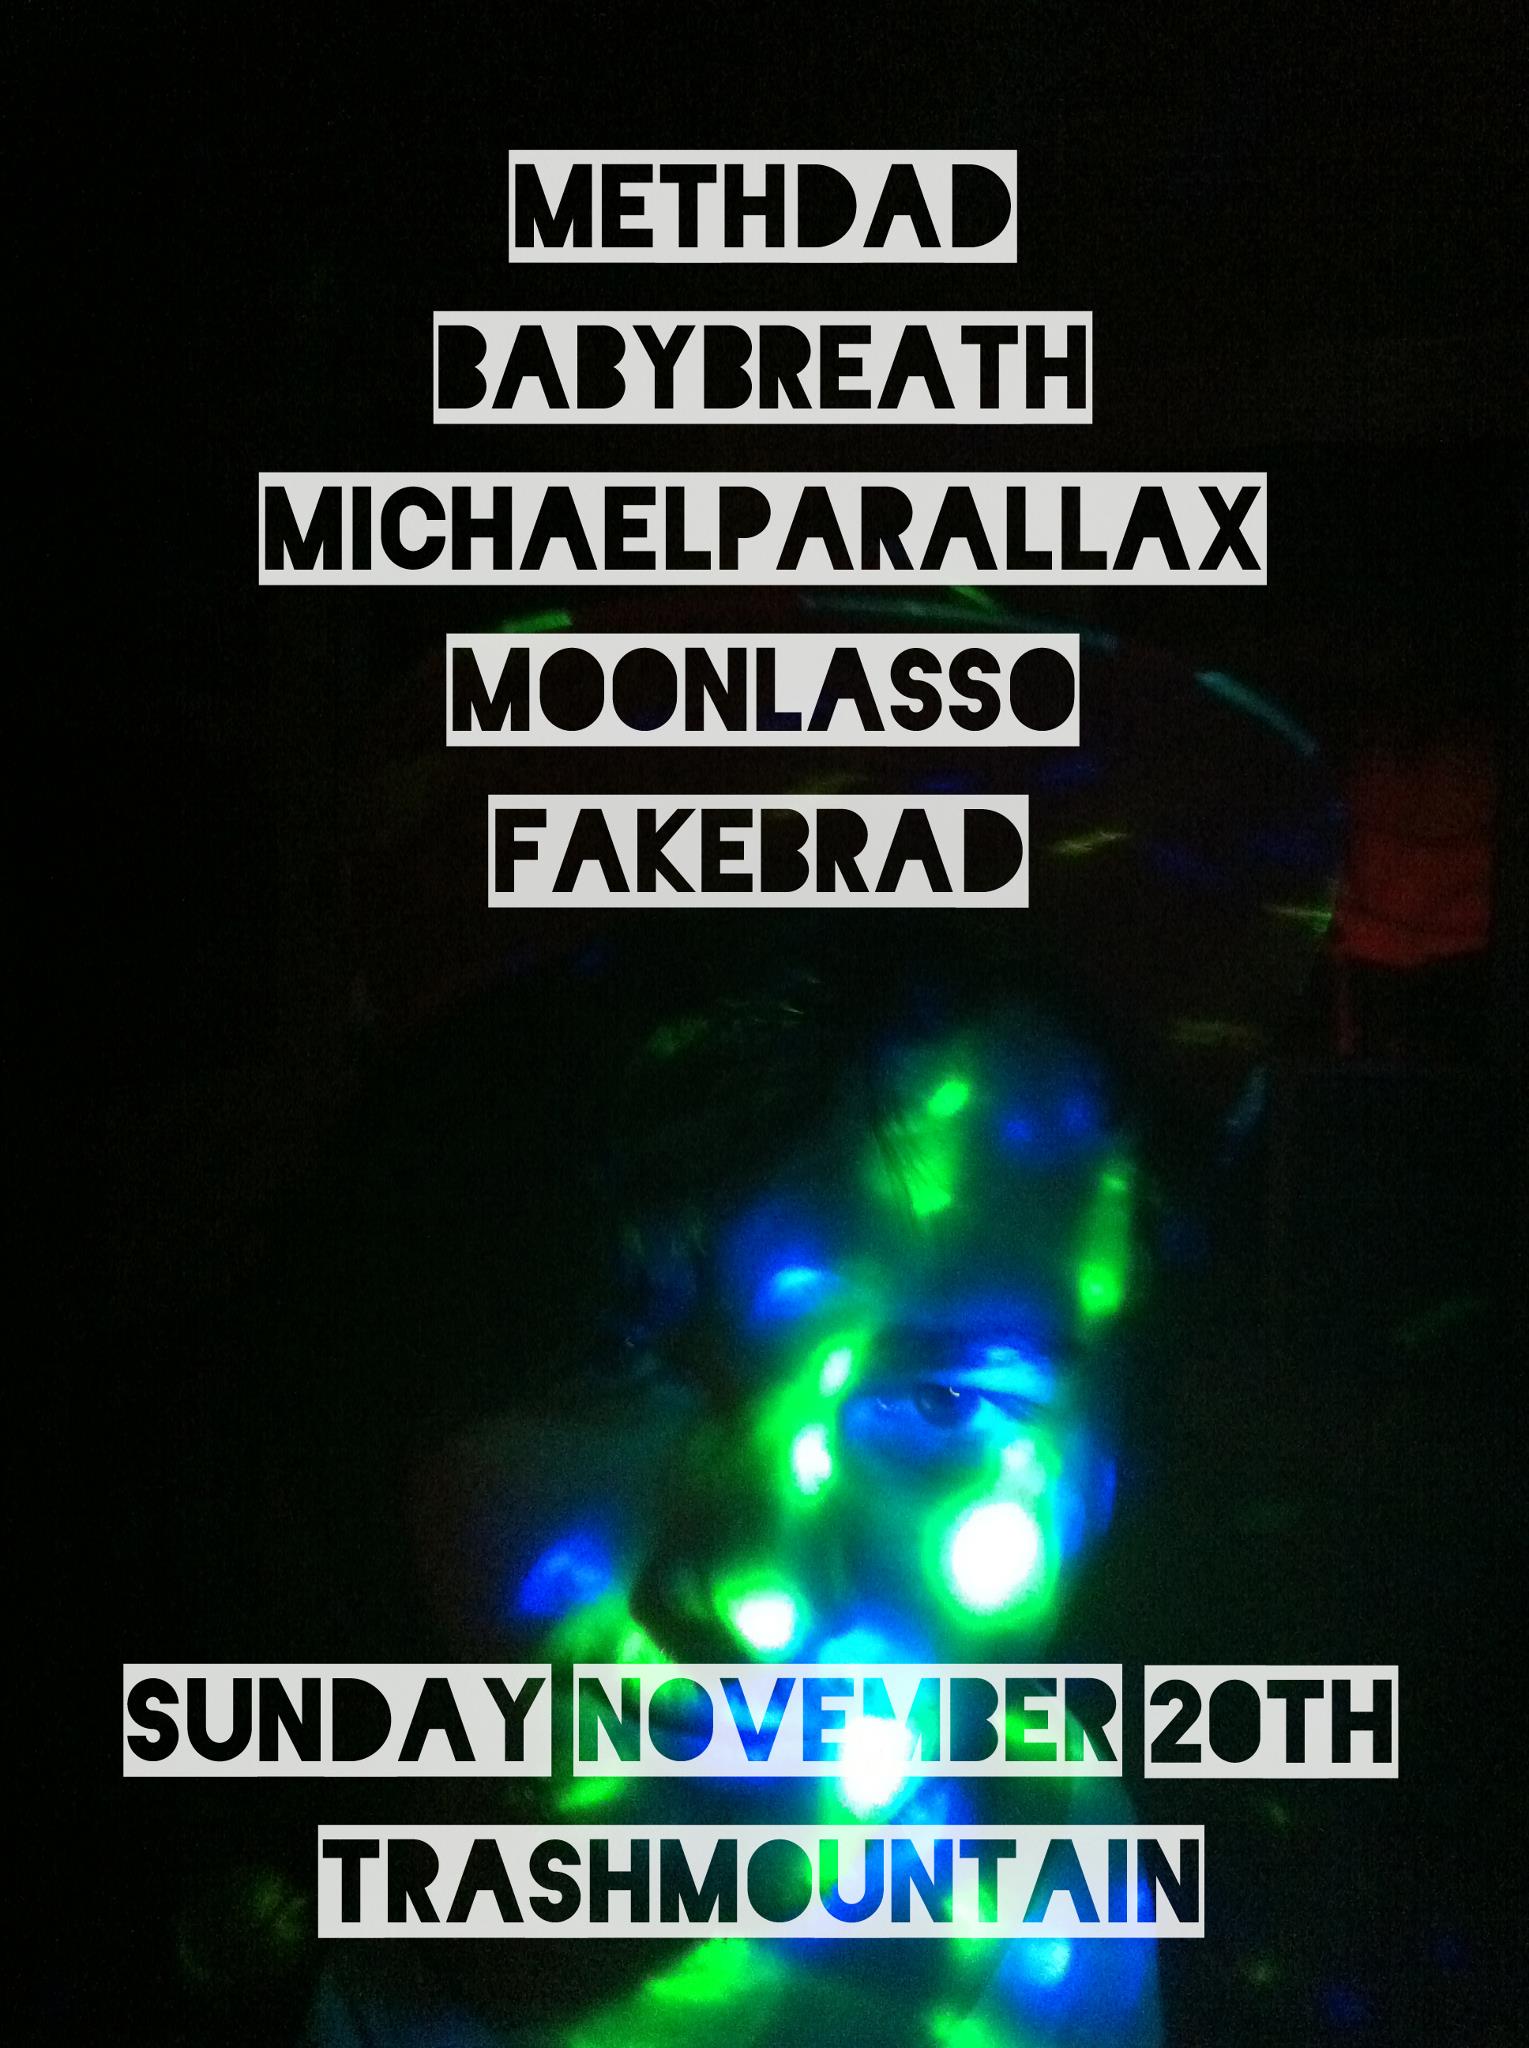 METHDAD
BABYBREATH
MICHAELPARALLAX
MOONLASSO
FAKEBRAD
SUNDAY NOVEMBER 20TH
TRASHMOUNTAIN